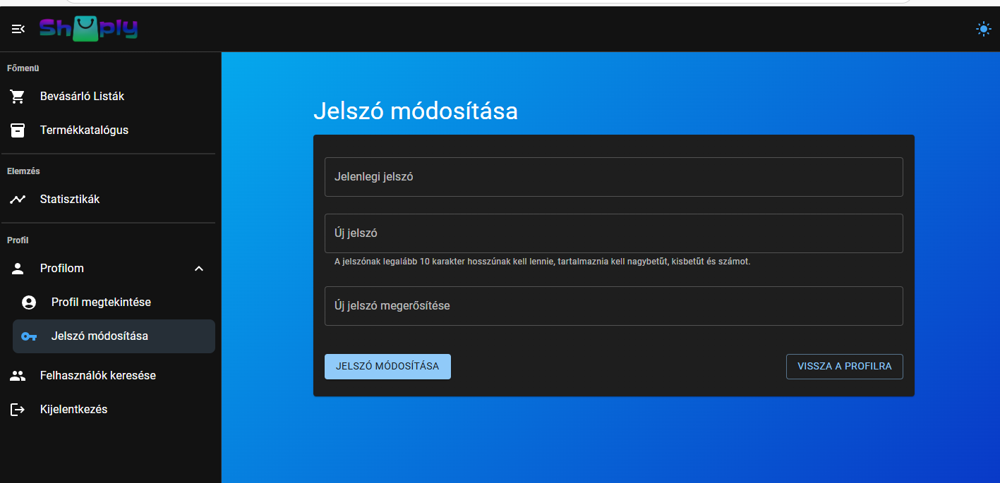 Shoply
Főmenü
Bevásárló Listák
Termékkatalógus
Elemzés
Statisztikák
Profil
Profilom
Profil megtekintése
Jelszó módosítása
Felhasználók keresése
Kijelentkezés
Jelszó módosítása
Jelenlegi jelszó
Új jelszó
A jelszónak legalább 10 karakter hosszúnak kell lennie, tartalmaznia kell nagybetűt, kisbetűt és számot.
Új jelszó megerősítése
JELSZÓ MÓDOSÍTÁSA
VISSZA A PROFILRA